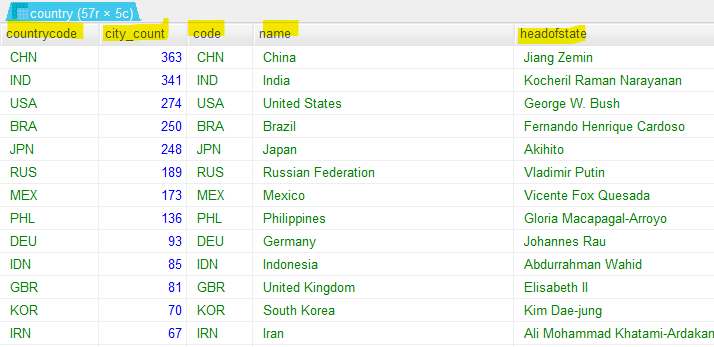 country (57r × 5c)
countrycode city_count code name headofstate
CHN 363 CHN China Jiang Zemin
IND 341 IND India Kocheril Raman Narayanan
USA 274 USA United States George W. Bush
BRA 250 BRA Brazil Fernando Henrique Cardoso
JPN 248 JPN Japan Akihito
RUS 189 RUS Russian Federation Vladimir Putin
MEX 173 MEX Mexico Vicente Fox Quesada
PHL 136 PHL Philippines Gloria Macapagal-Arroyo
DEU 93 DEU Germany Johannes Rau
IDN 85 IDN Indonesia Abdurrahman Wahid
GBR 81 GBR United Kingdom Elisabeth II
KOR 70 KOR South Korea Kim Dae-jung
IRN 67 IRN Iran Ali Mohammad Khatami-Ardakan